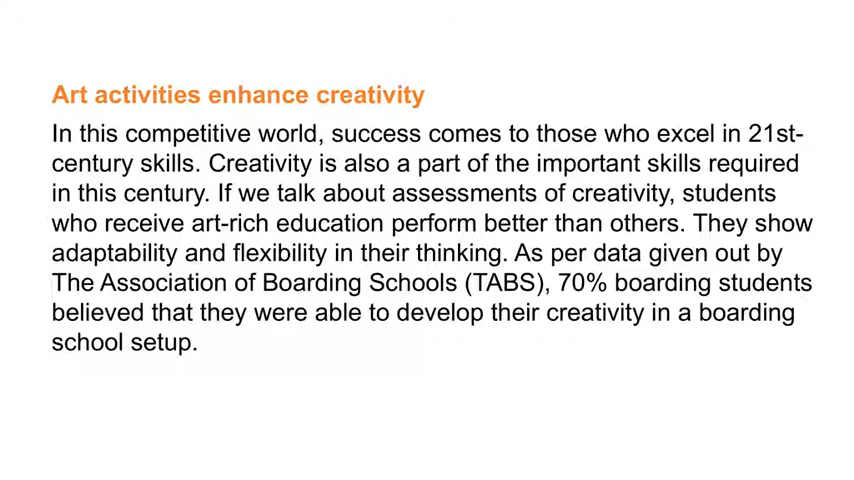 Art activities enhance creativity
In this competitive world, success comes to those who excel in 21st-
century skills. Creativity is also a part of the important skills required
in this century. If we talk about assessments of creativity, students
who receive art-rich education perform better than others. They show
adaptability and flexibility in their thinking. As per data given out by
The Association of Boarding Schools (TABS), 70% boarding students
believed that they were able to develop their creativity in a boarding
school setup.